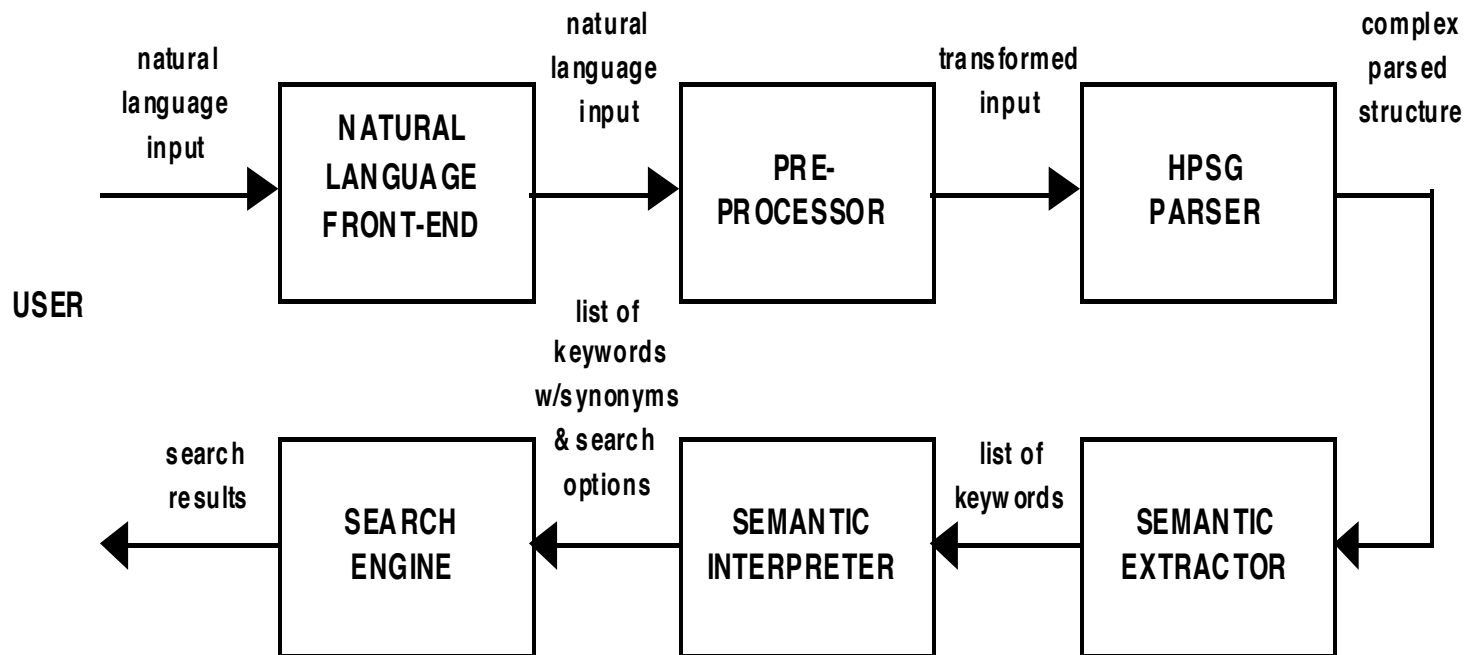 natural
language
input
NATURAL
LANGUAGE
FRONT-END
natural
language
input
PRE-
PROCESSOR
transformed
input
HPSG
PARSER
complex
parsed
structure
USER
search
results
SEARCH
ENGINE
list of
keywords
w/synonyms
& search
options
SEMANTIC
INTERPRETER
list of
keywords
SEMANTIC
EXTRACTOR